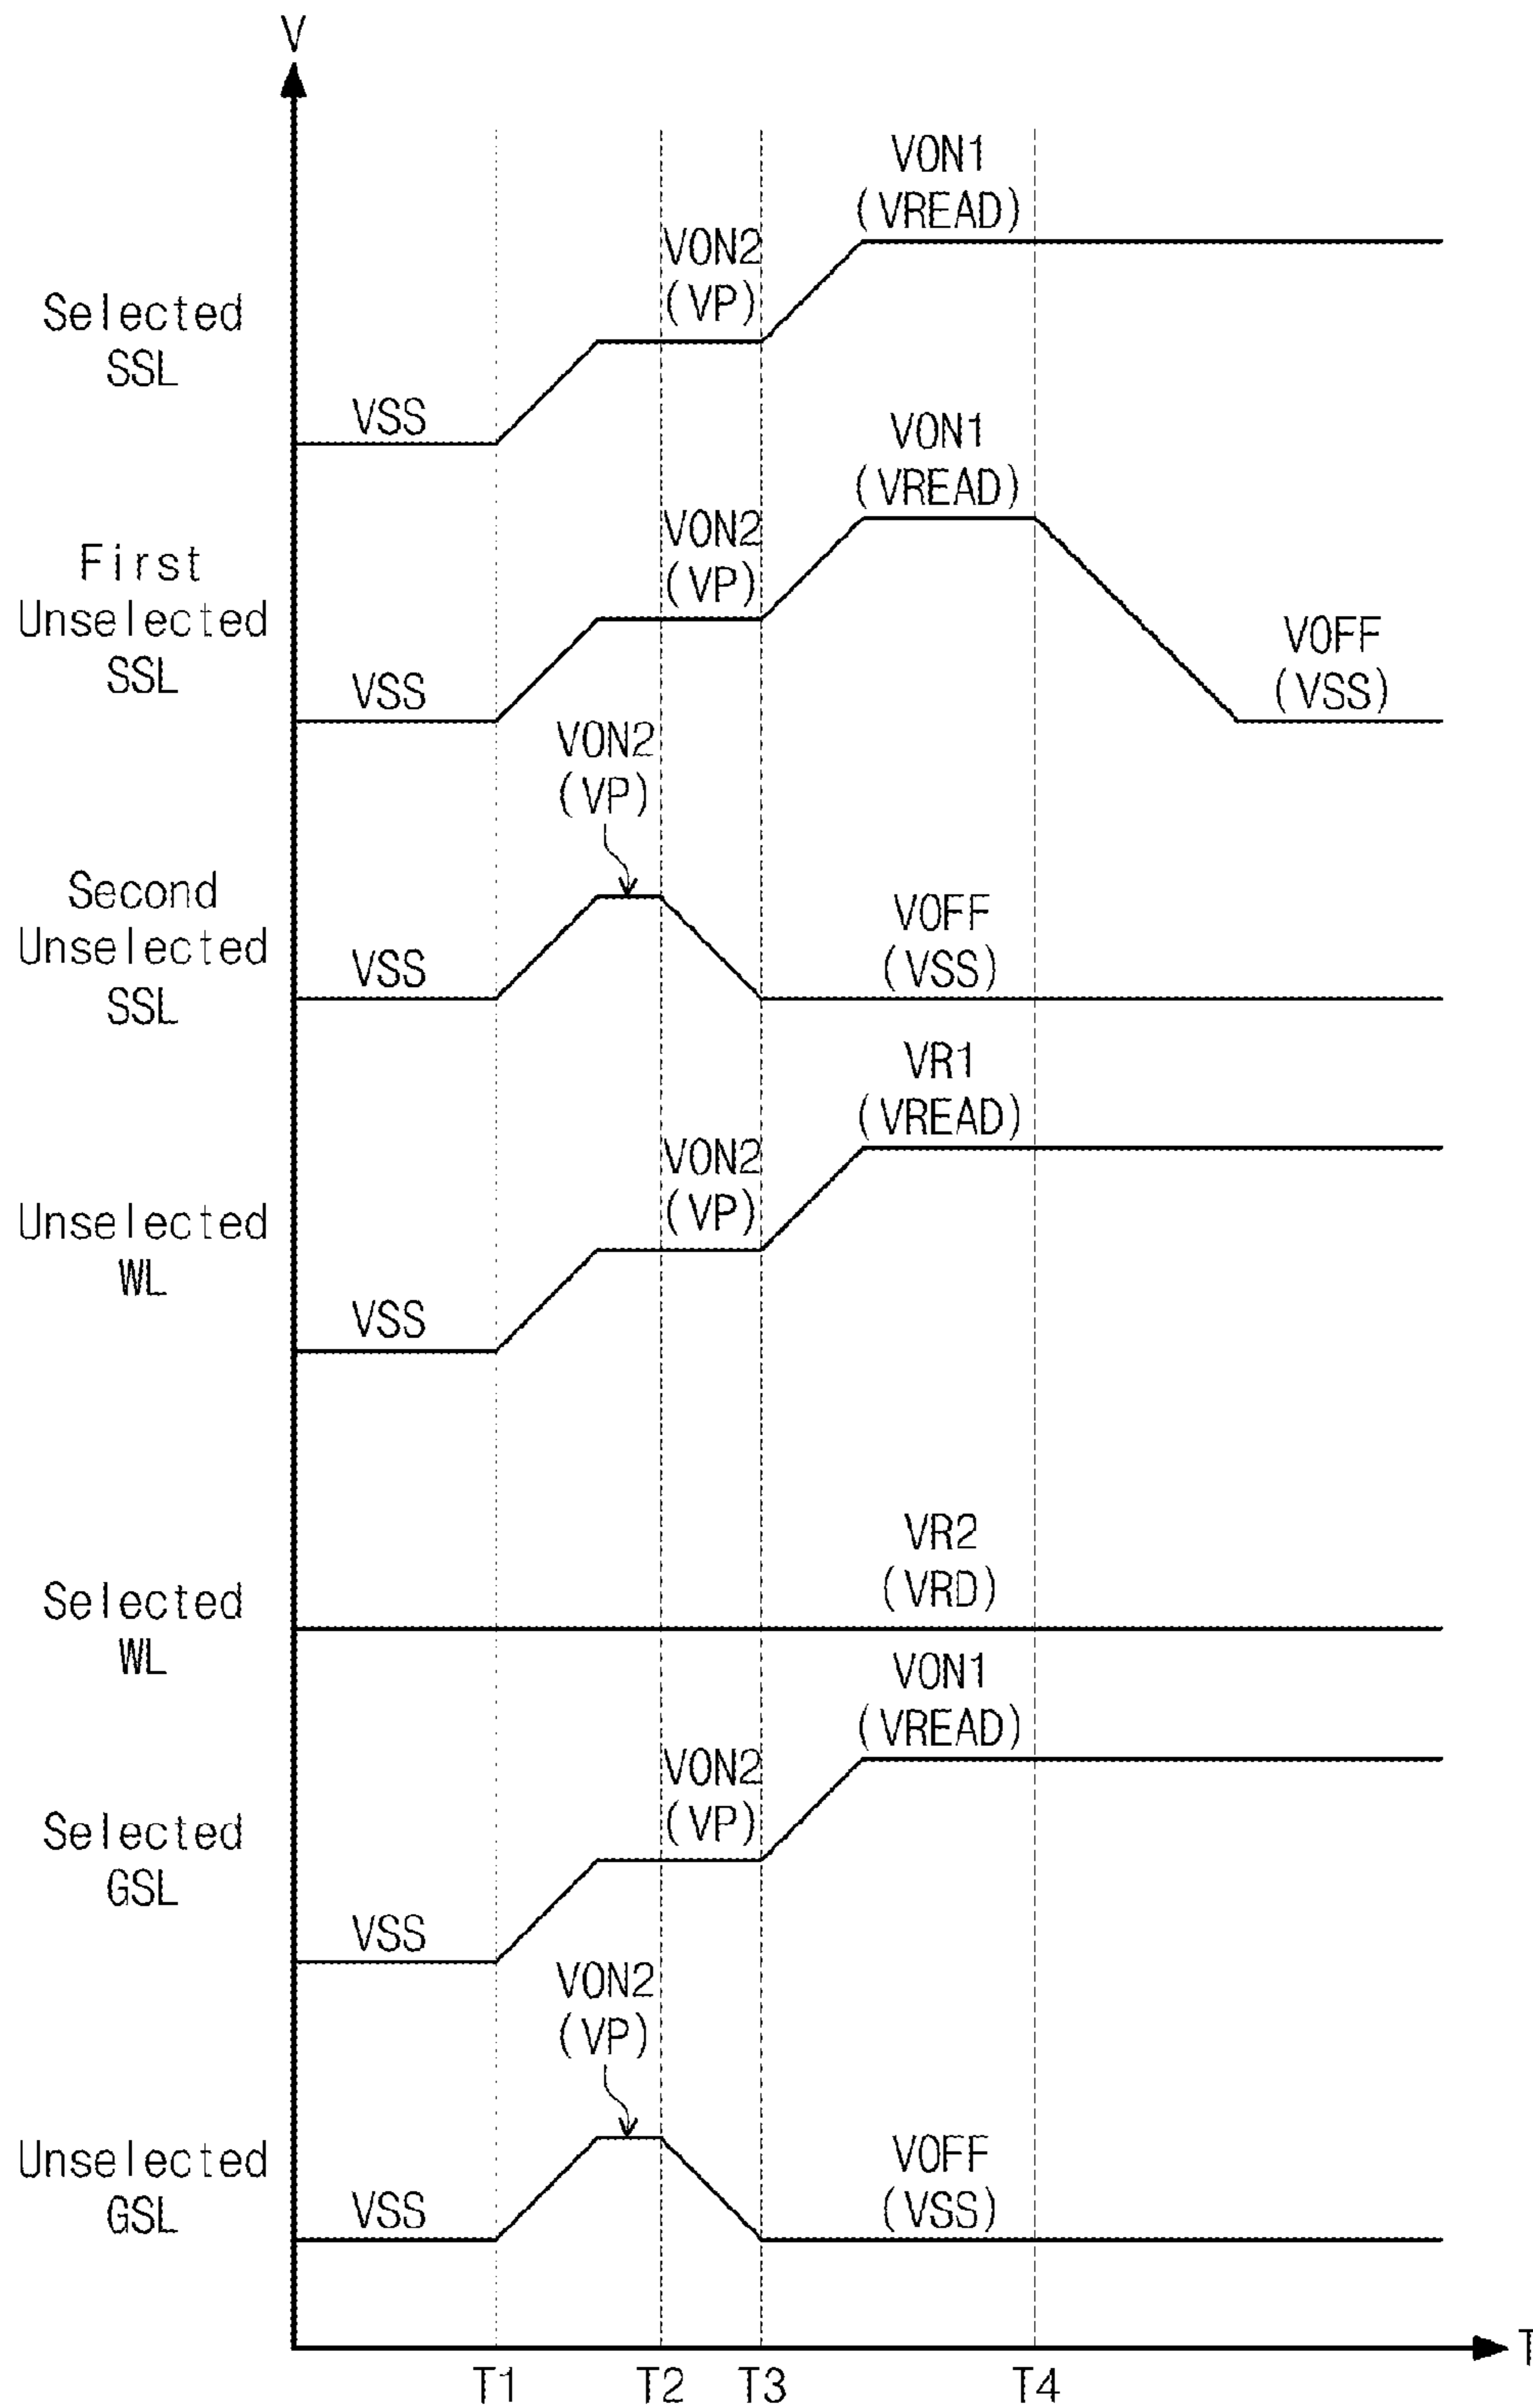 V
VON1
(VREAD)
VON2
(VP)
Selected
SSL
VSS
VON1
(VREAD)
VON2
(VP)
First
Unselected
SSL
VSS
VOFF
(VSS)
VON2
(VP)
Second
Unselected
SSL
VSS
VOFF
(VSS)
VR1
(VREAD)
VON2
(VP)
Unselected
WL
VSS
VR2
(VRD)
Selected
WL
VON1
(VREAD)
VON2
(VP)
Selected
GSL
VSS
VON2
(VP)
Unselected
GSL
VSS
VOFF
(VSS)
T
T1 T2 T3 T4